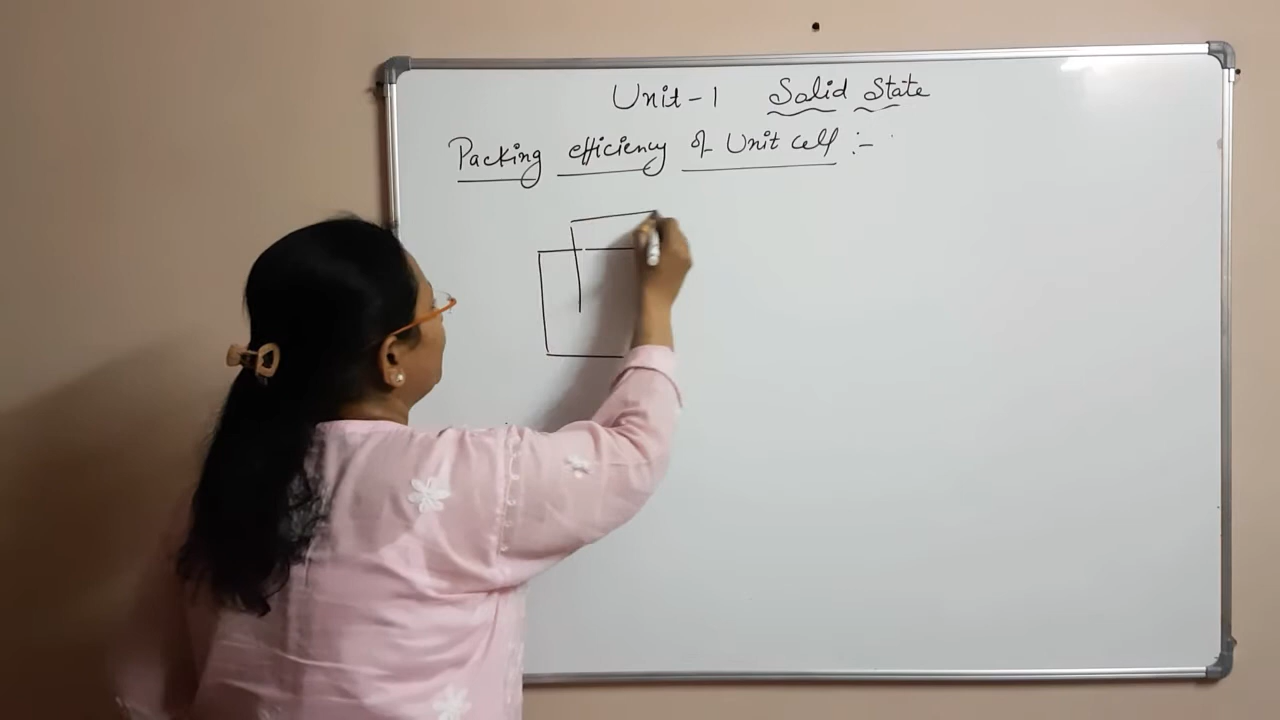 Unit-1 Solid State
Packing efficiency of Unit cell :-